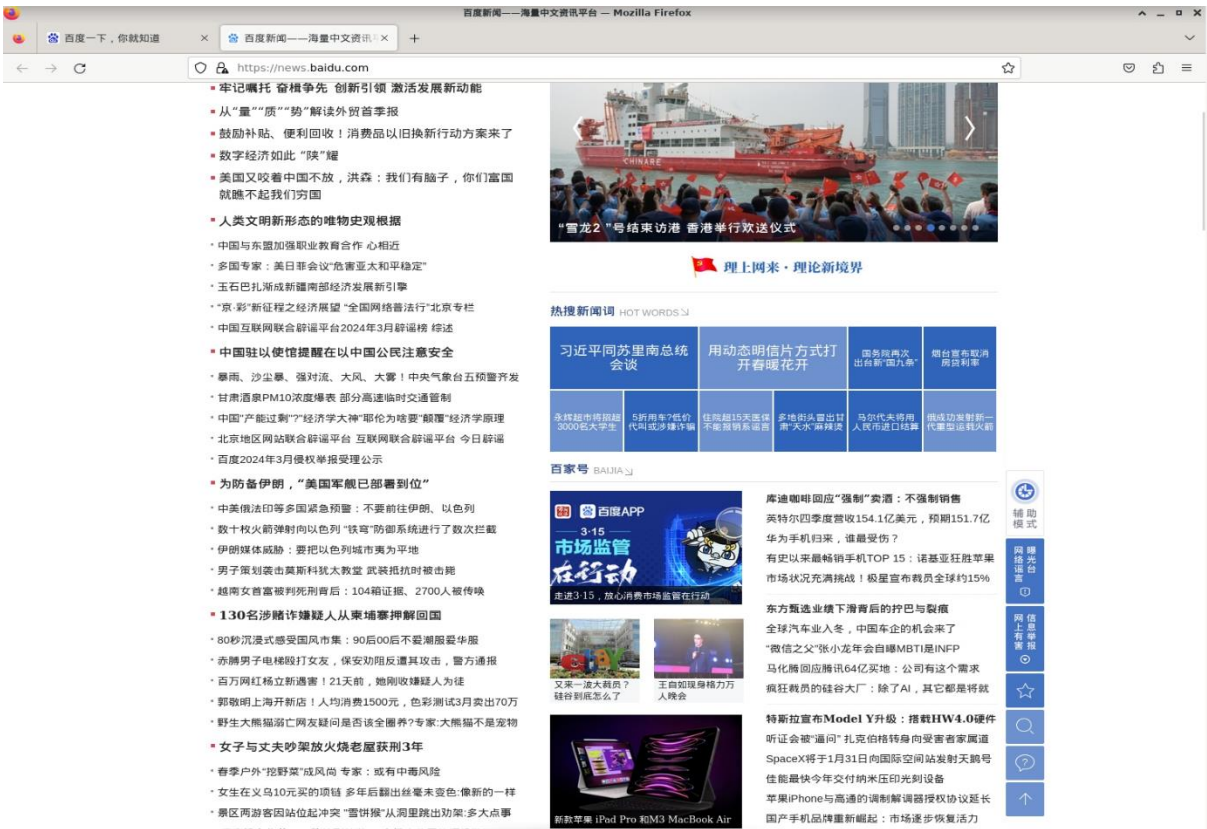 百度新闻——海量中文资讯平台 — Mozilla Firefox
百度一下，你就知道
百度新闻——海量中文资讯
https://news.baidu.com
牢记嘱托 奋楫争先 创新引领 激活发展新动能
从“量”“质”“势”解读外贸首季报
鼓励补贴、便利回收！消费品以旧换新行动方案来了
数字经济如此 “陕”耀
美国又咬着中国不放，洪森：我们有脑子，你们富国
就瞧不起我们穷国
人类文明新形态的唯物史观根据
中国与东盟加强职业教育合作 心相近
多国专家：美日菲会议“危害亚太和平稳定”
玉石巴扎渐成新疆南部经济发展新引擎
“京·彩”新征程之经济展望 “全国网络普法行”北京专栏
中国互联网联合辟谣平台2024年3月辟谣榜 综述
中国驻以使馆提醒在以中国公民注意安全
暴雨、沙尘暴、强对流、大风、大雾！中央气象台五预警齐发
甘肃酒泉PM10浓度爆表 部分高速临时交通管制
中国“产能过剩”?“经济学大神”耶伦为啥要“颠覆”经济学原理
北京地区网站联合辟谣平台 互联网联合辟谣平台 今日辟谣
百度2024年3月侵权举报受理公示
为防备伊朗，“美国军舰已部署到位”
中美俄法印等多国紧急预警：不要前往伊朗、以色列
数十枚火箭弹射向以色列 “铁穹”防御系统进行了数次拦截
伊朗媒体威胁：要把以色列城市夷为平地
男子策划袭击莫斯科犹太教堂 武装抵抗时被击毙
越南女首富被判死刑背后：104箱证据、2700人被传唤
130名涉赌诈嫌疑人从柬埔寨押解回国
80秒沉浸式感受国风市集：90后00后不爱潮服爱华服
赤膊男子电梯殴打女友，保安劝阻反遭其攻击，警方通报
百万网红杨立新遇害！21天前，她刚收嫌疑人为徒
郭敬明上海开新店！人均消费1500元，色彩测试3月卖出70万
野生大熊猫溺亡网友疑问是否该全圈养?专家:大熊猫不是宠物
女子与丈夫吵架放火烧老屋获刑3年
春季户外“挖野菜”成风尚 专家：或有中毒风险
女生在义乌10元买的项链 多年后翻出丝毫未变色:像新的一样
景区两游客因站位起冲突 “雪饼猴”从洞里跳出劝架:多大点事
CHINARE
“雪龙2 ”号结束访港 香港举行欢送仪式
理上网来·理论新境界
热搜新闻词 HOT WORDS
习近平同苏里南总统
会谈
用动态明信片方式打
开春暖花开
国务院再次
出台新“国九条”
烟台宣布取消
房贷利率
永辉超市将招超
3000名大学生
5折用车?低价
代叫或涉嫌诈骗
住院超15天医保
不能报销系谣言
多地街头冒出甘
肃“天水”麻辣烫
马尔代夫将用
人民币进口结算
俄成功发射新一
代重型运载火箭
百家号 BAIJIA
百度APP
3·15
市场监管
在行动
走进3·15，放心消费市场监管在行
动
又来一波大裁员？
硅谷到底怎么了
王自如现身格力万
人晚会
新款苹果 iPad Pro 和M3 MacBook Air
库迪咖啡回应“强制”卖酒：不强制销售
英特尔四季度营收154.1亿美元，预期151.7亿
华为手机归来，谁最受伤？
有史以来最畅销手机TOP 15：诺基亚狂胜苹果
市场状况充满挑战！极星宣布裁员全球约15%
东方甄选业绩下滑背后的拧巴与裂痕
全球汽车业入冬，中国车企的机会来了
“微信之父”张小龙年会自曝MBTI是INFP
马化腾回应腾讯64亿买地：公司有这个需求
疯狂裁员的硅谷大厂：除了AI，其它都是将就
特斯拉宣布Model Y升级：搭载HW4.0硬件
听证会被“逼问” 扎克伯格转身向受害者家属道
SpaceX将于1月31日向国际空间站发射天鹅号
佳能最快今年交付纳米压印光刻设备
苹果iPhone与高通的调制解调器授权协议延长
国产手机品牌重新崛起：市场逐步恢复活力
辅助
模式
网络谣言
曝光台
网上有害
信息举报